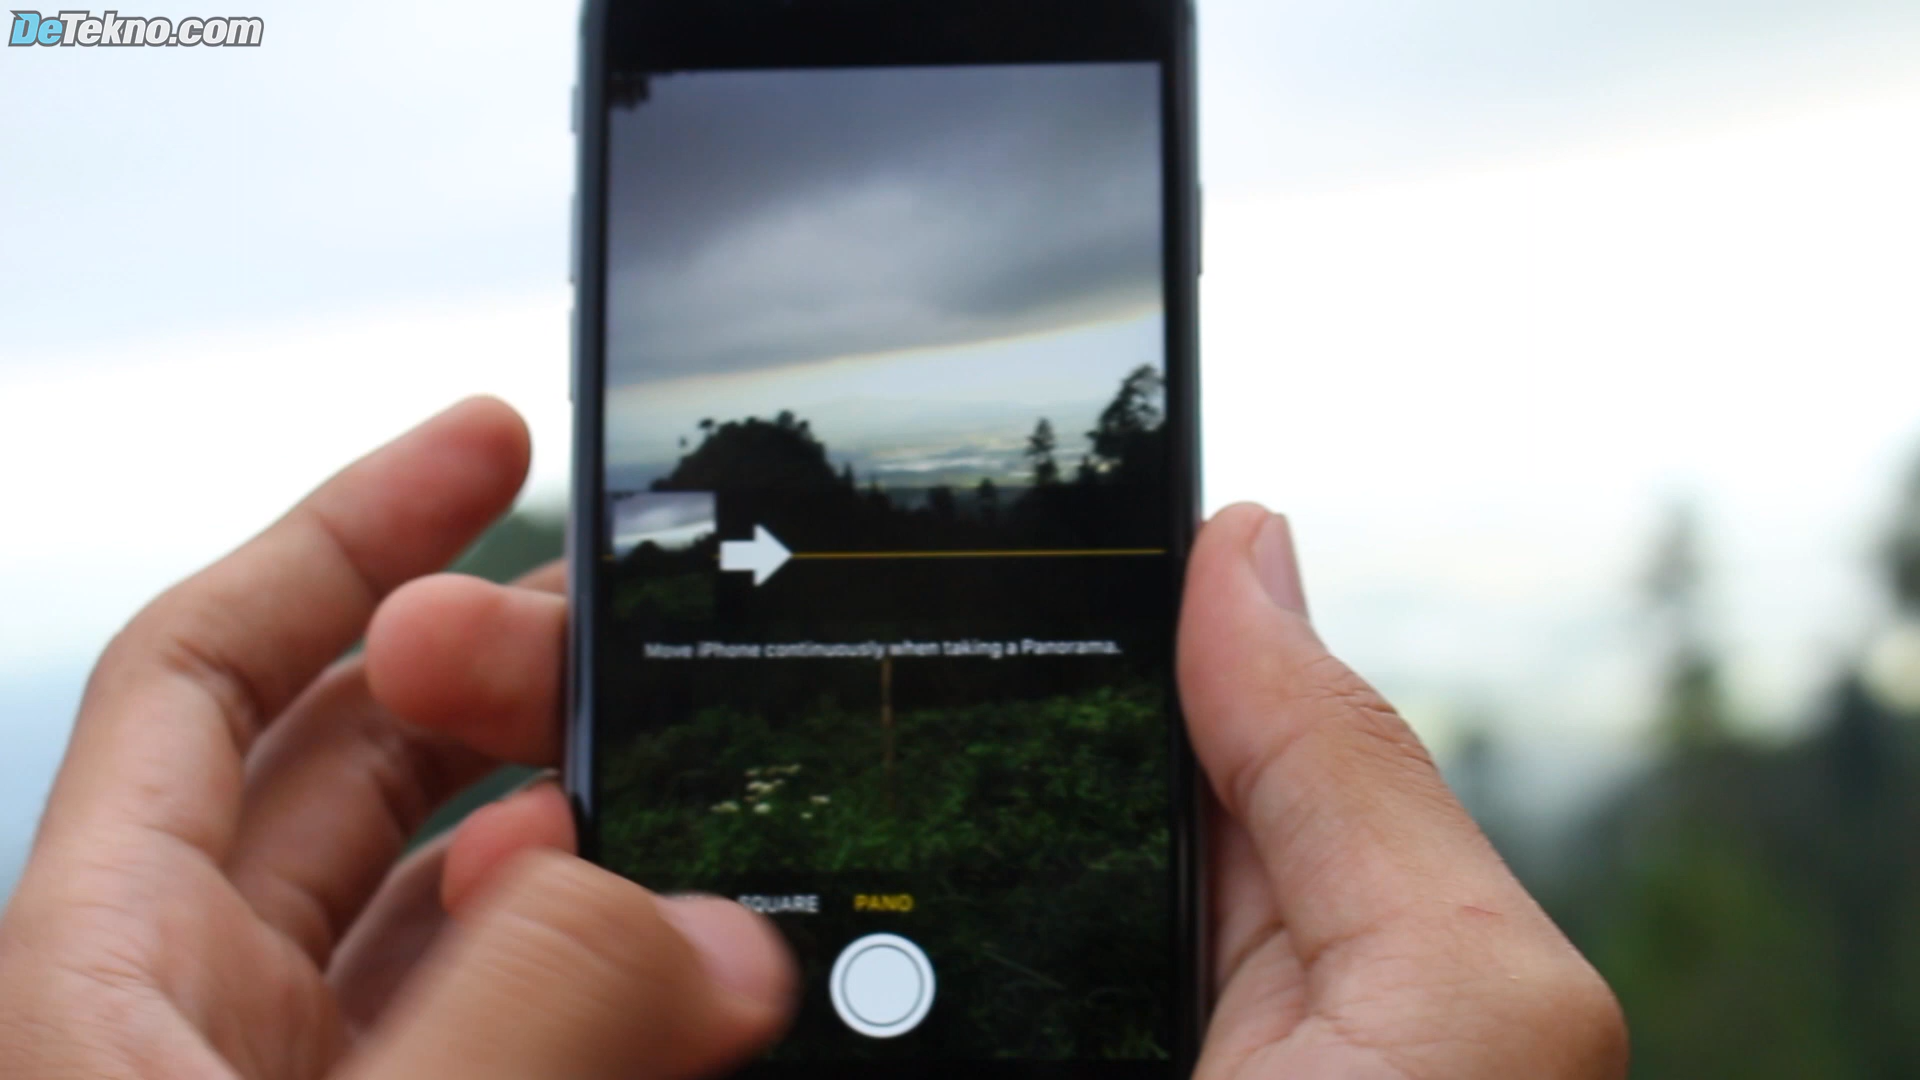 DeTekno.com
Move iPhone continuously when taking a Panorama.
SQUARE PANO